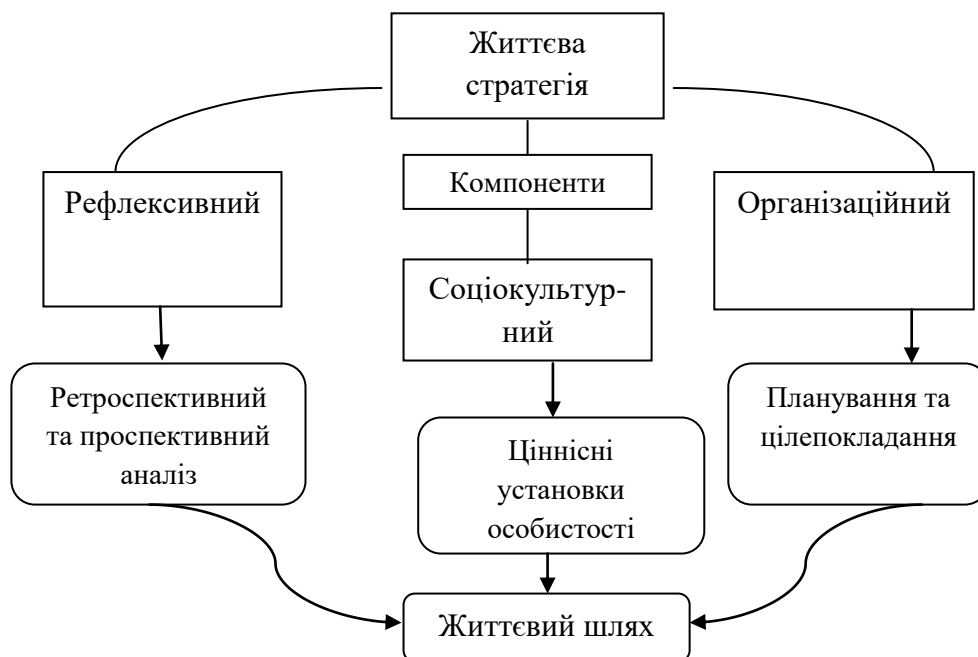 Життєва
стратегія
Компоненти
Рефлексивний
Соціокультур-
ний
Організаційний
Ретроспективний
та проспективний
аналіз
Ціннісні
установки
особистості
Планування та
цілепокладання
Життєвий шлях